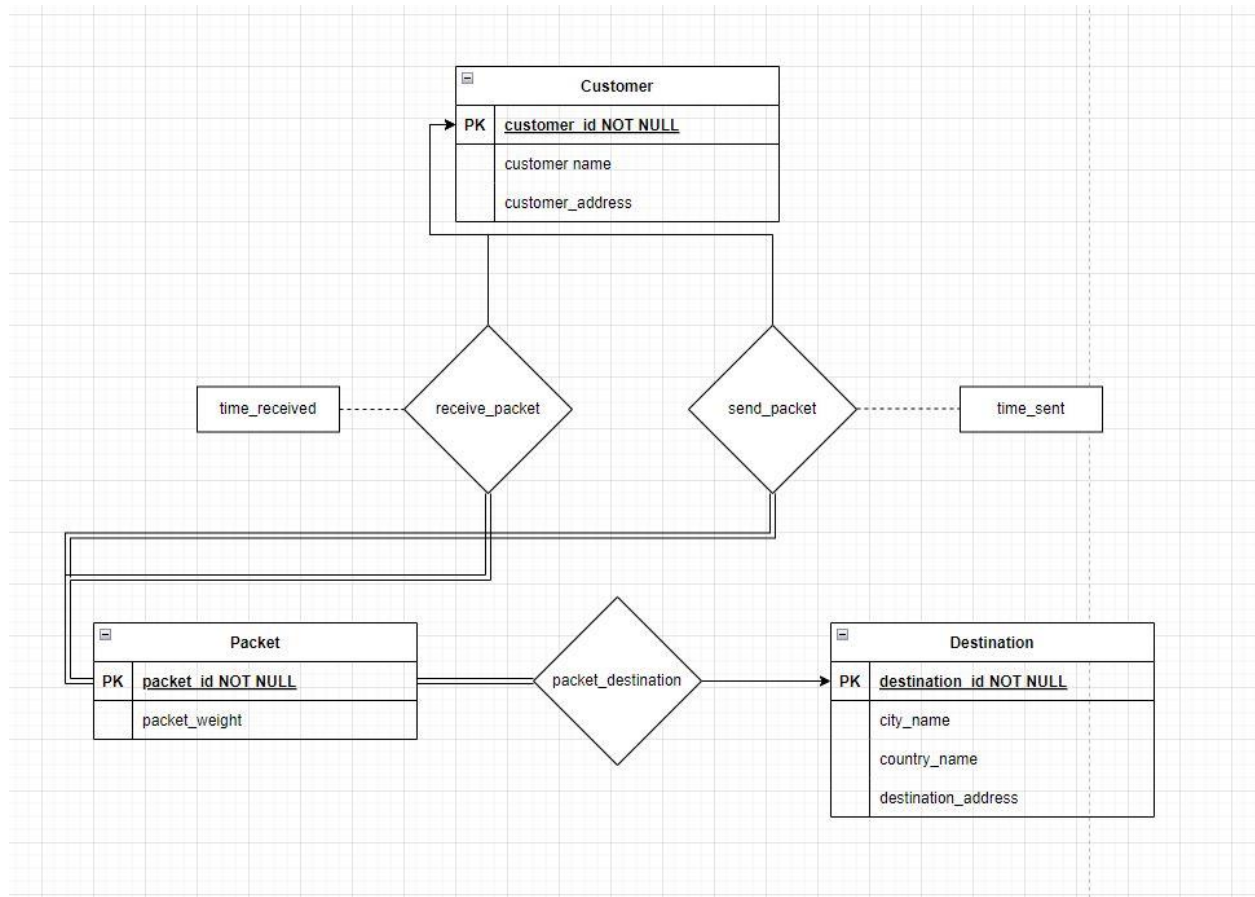 Customer
PK customer_id NOT NULL
customer name
customer_address
time_received
receive_packet
send_packet
time_sent
Packet
PK packet_id NOT NULL
packet_weight
packet_destination
Destination
PK destination_id NOT NULL
city_name
country_name
destination_address